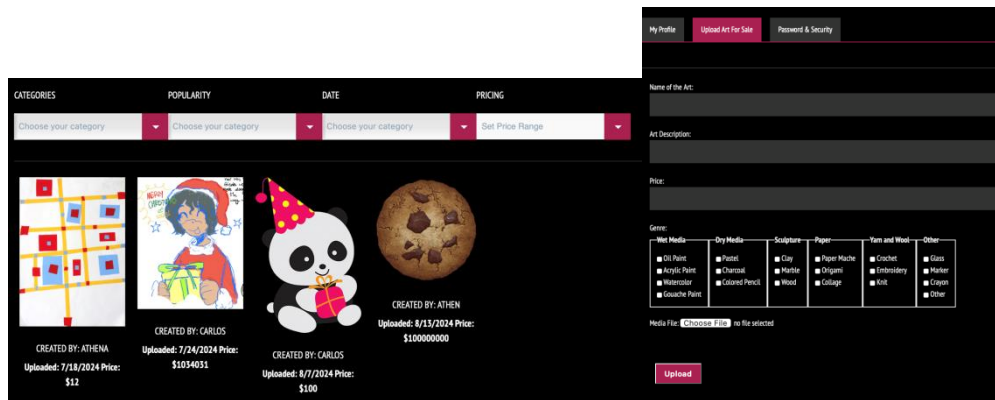 CATEGORIES POPULARITY DATE PRICING
Choose your category Choose your category Choose your category Set Price Range
MERRY
CREATED BY: ATHENA
Uploaded: 7/18/2024 Price:
$12
CREATED BY: CARLOS
Uploaded: 7/24/2024 Price:
$1034031
CREATED BY: CARLOS
Uploaded: 8/7/2024 Price:
$100
CREATED BY: ATHEN
Uploaded: 8/13/2024 Price:
$100000000
My Profile Upload Art For Sale Password & Security
Name of the Art:
Art Description:
Price:
Genre:
Wet Media Dry Media Sculpture Paper Yarn and Wool Other
Oil Paint Pastel Clay Paper Mache Crochet Glass
Acrylic Paint Charcoal Marble Origami Embroidery Marker
Watercolor Colored Pencil Wood Collage Knit Crayon
Gouache Paint Other
Media File: Choose File no file selected
Upload